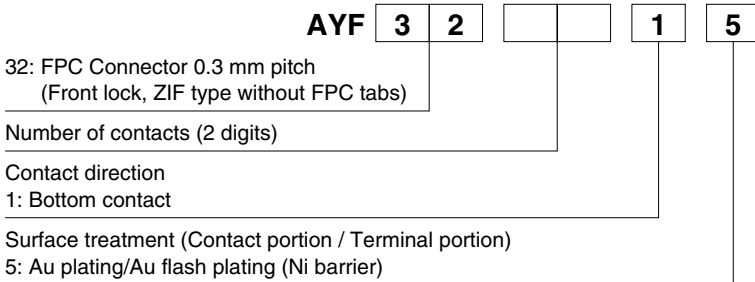 AYF 3 2 1 5
32: FPC Connector 0.3 mm pitch
(Front lock, ZIF type without FPC tabs)
Number of contacts (2 digits)
Contact direction
1: Bottom contact
Surface treatment (Contact portion / Terminal portion)
5: Au plating/Au flash plating (Ni barrier)